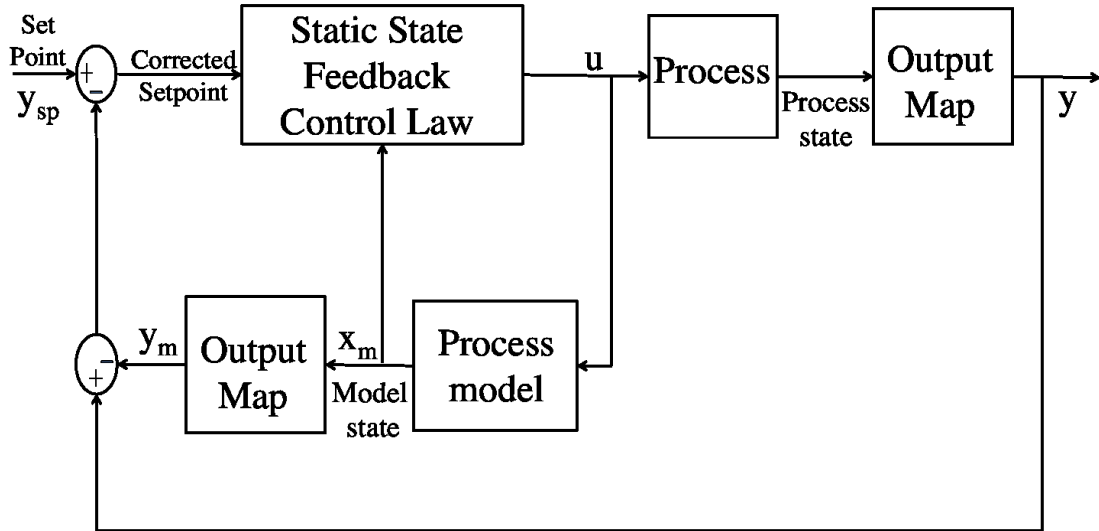 Set
Point
y_sp
+
-
Corrected
Setpoint
Static State
Feedback
Control Law
u
Process
Process
state
Output
Map
y
-
+
y_m
Output
Map
x_m
Model
state
Process
model